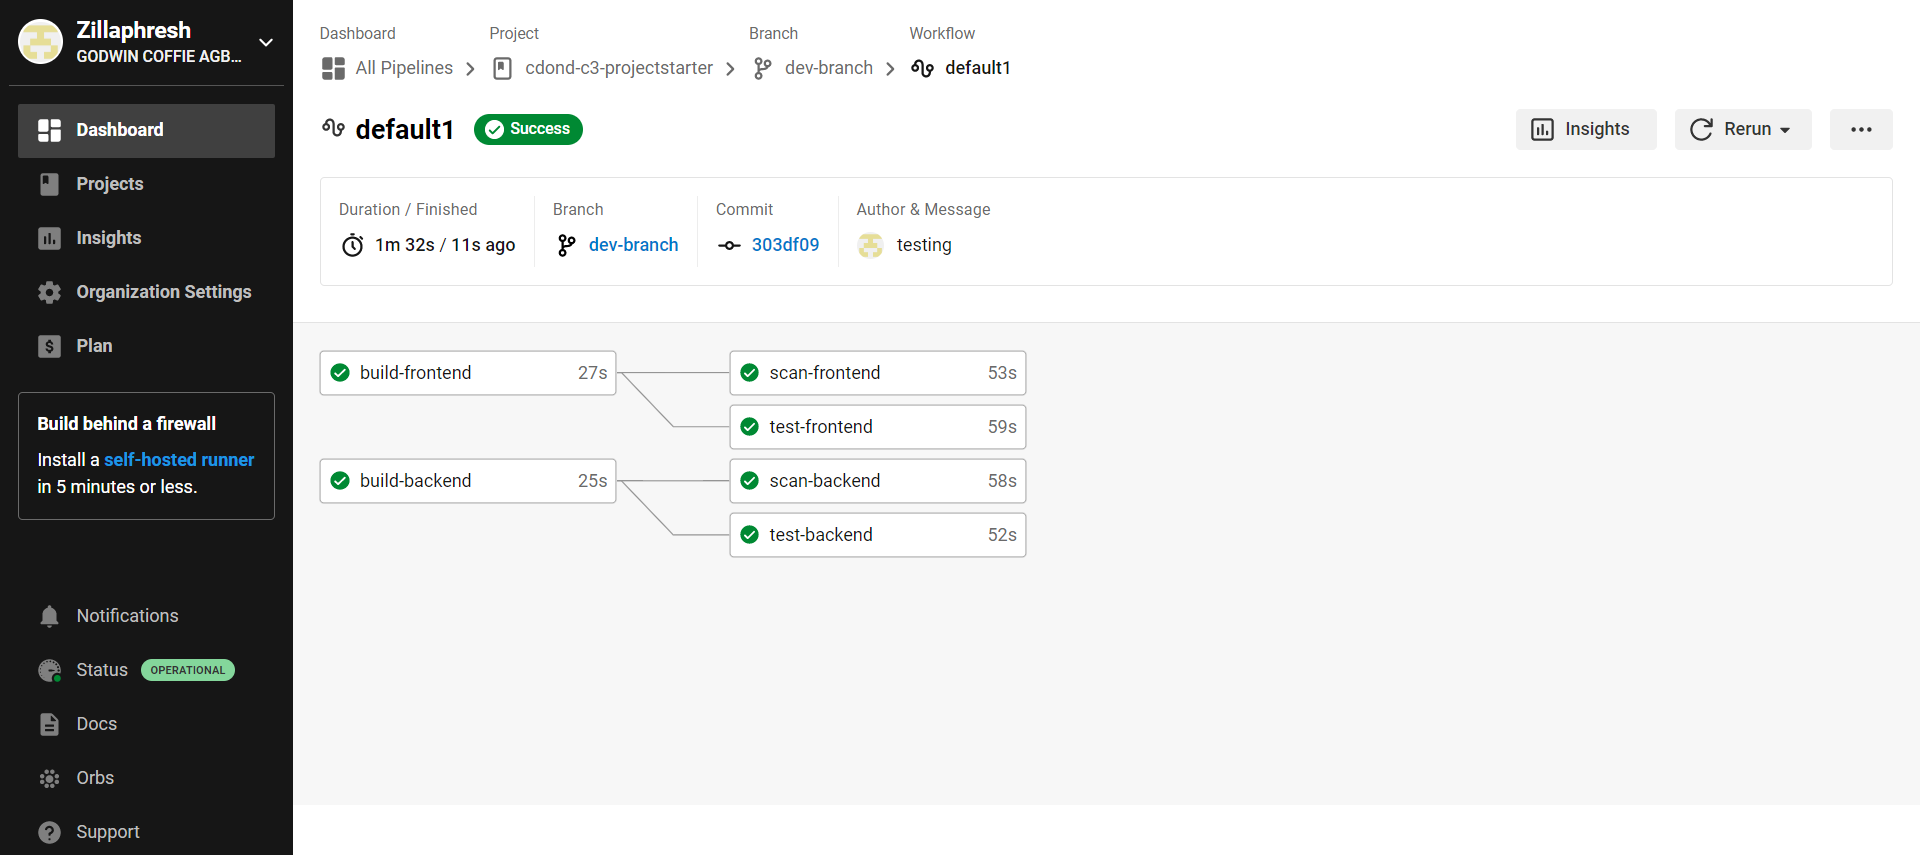 Zillaphresh
GODWIN COFFIE AGB...
Dashboard
Projects
Insights
Organization Settings
Plan
Build behind a firewall
Install a self-hosted runner
in 5 minutes or less.
Notifications
Status OPERATIONAL
Docs
Orbs
Support
Dashboard Project Branch Workflow
All Pipelines cdond-c3-projectstarter dev-branch default1
default1 Success Insights Rerun
Duration / Finished Branch Commit Author & Message
1m 32s / 11s ago dev-branch 303df09 testing
build-frontend 27s scan-frontend 53s
test-frontend 59s
build-backend 25s scan-backend 58s
test-backend 52s